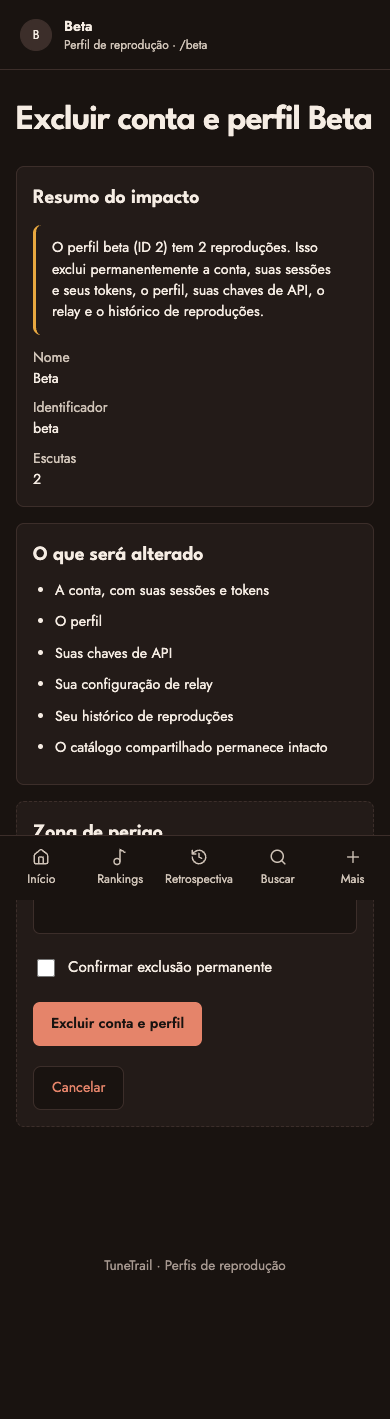 B
Beta
Perfil de reprodução · /beta
Excluir conta e perfil Beta
Resumo do impacto
O perfil beta (ID 2) tem 2 reproduções. Isso
exclui permanentemente a conta, suas sessões
e seus tokens, o perfil, suas chaves de API, o
relay e o histórico de reproduções.
Nome
Beta
Identificador
beta
Escutas
2
O que será alterado
A conta, com suas sessões e tokens
O perfil
Suas chaves de API
Sua configuração de relay
Seu histórico de reproduções
O catálogo compartilhado permanece intacto
Zona de perigo
Início
Rankings
Retrospectiva
Buscar
Mais
Confirmar exclusão permanente
Excluir conta e perfil
Cancelar
TuneTrail · Perfis de reprodução